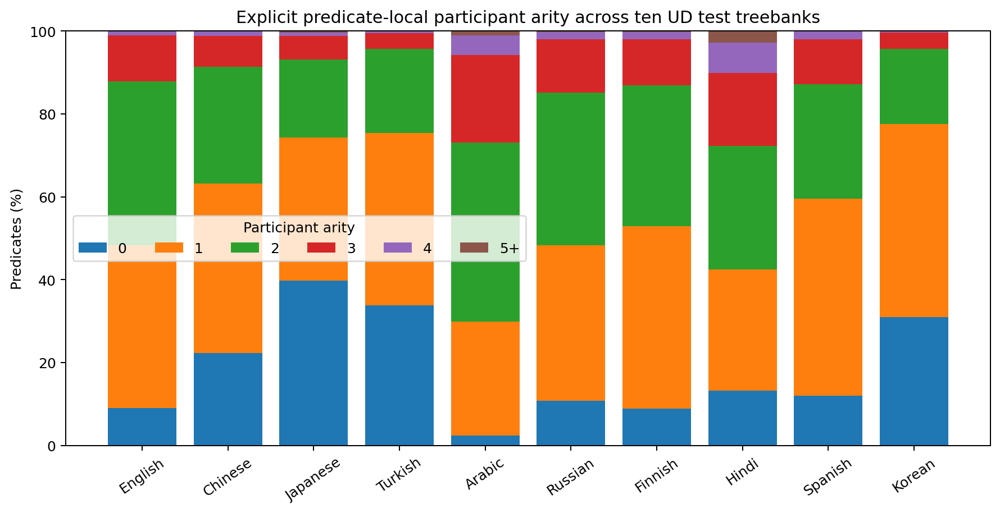 Explicit predicate-local participant arity across ten UD test treebanks
Predicates (%)
100
80
60
40
20
0
Participant arity
0 1 2 3 4 5+
English Chinese Japanese Turkish Arabic Russian Finnish Hindi Spanish Korean